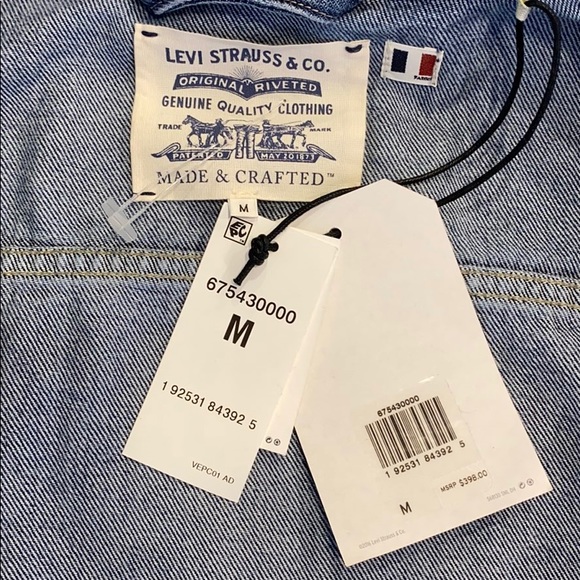 LEVI STRAUSS & CO.
ORIGINAL RIVETED
GENUINE QUALITY CLOTHING
TRADE MARK
PATENTED MAY 20 1873
MADE & CRAFTED™
M
675430000
M
1 92531 84392 5
VEPC01 AD
675430000
1 92531 84392 5
MSRP $398.00
M